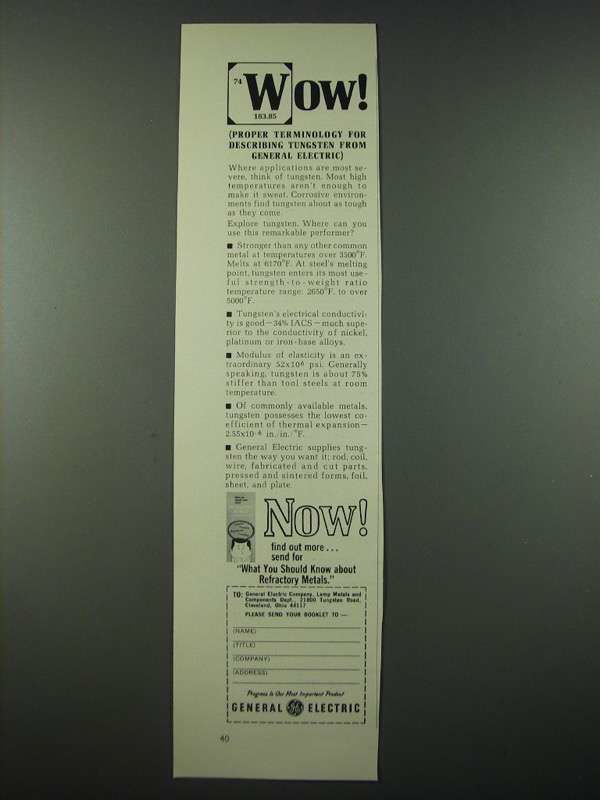 74
Wow!
183.85
(PROPER TERMINOLOGY FOR
DESCRIBING TUNGSTEN FROM
GENERAL ELECTRIC)
Where applications are most se-
vere, think of tungsten. Most high
temperatures aren't enough to
make it sweat. Corrosive environ-
ments find tungsten about as tough
as they come.
Explore tungsten. Where can you
use this remarkable performer?
■ Stronger than any other common
metal at temperatures over 3500°F.
Melts at 6170°F. At steel's melting
point, tungsten enters its most use-
ful strength-to-weight ratio
temperature range: 2650°F. to over
5000°F.
■ Tungsten's electrical conductivi-
ty is good—34% IACS—much supe-
rior to the conductivity of nickel,
platinum or iron-base alloys.
■ Modulus of elasticity is an ex-
traordinary 52x10⁶ psi. Generally
speaking, tungsten is about 75%
stiffer than tool steels at room
temperature.
■ Of commonly available metals,
tungsten possesses the lowest co-
efficient of thermal expansion—
2.55x10-⁶ in./in./°F.
■ General Electric supplies tung-
sten the way you want it; rod, coil,
wire, fabricated and cut parts,
pressed and sintered forms, foil,
sheet, and plate.
Now!
find out more...
send for
"What You Should Know about
Refractory Metals."
TO: General Electric Company, Lamp Metals and
Components Dept., 21800 Tungsten Road,
Cleveland, Ohio 44117
PLEASE SEND YOUR BOOKLET TO—
(NAME)
(TITLE)
(COMPANY)
(ADDRESS)
Progress Is Our Most Important Product
GENERAL GE ELECTRIC
40